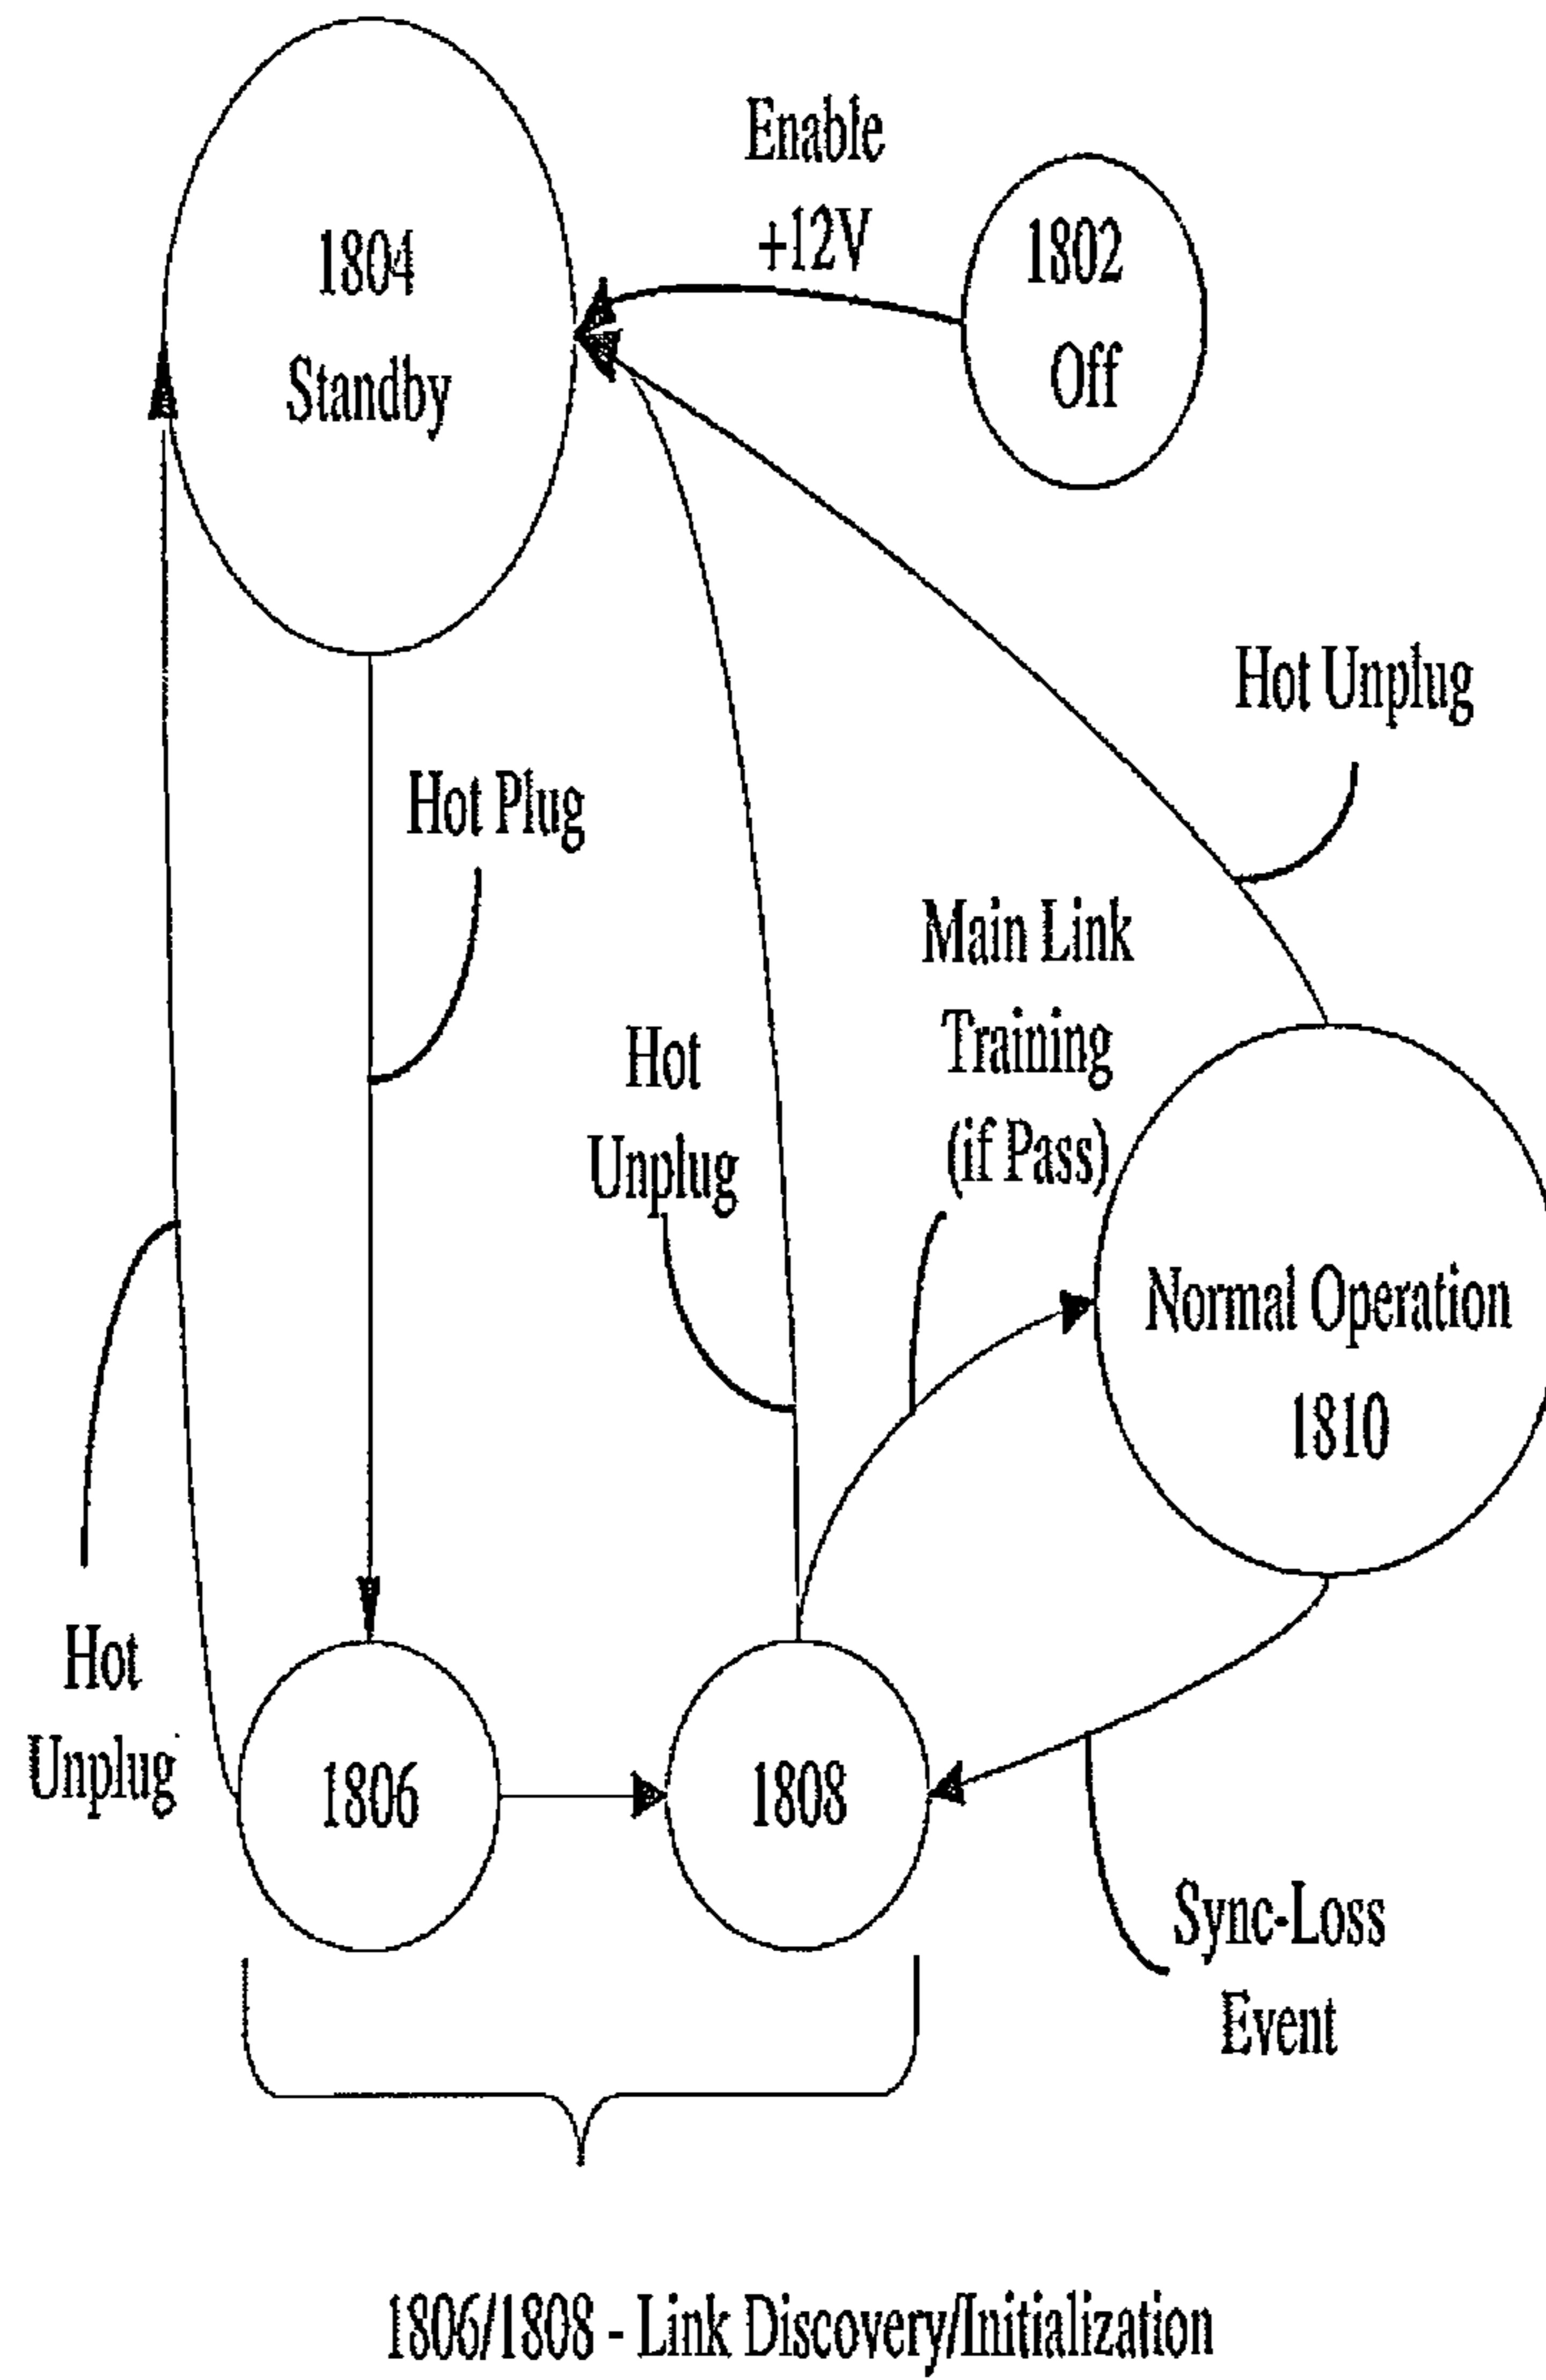 Enable
+12V
1802
Off
1804
Standby
Hot Unplug
Hot Plug
Main Link
Training
(if Pass)
Hot
Unplug
Normal Operation
1810
Hot
Unplug
1806
1808
Sync-Loss
Event
1806/1808 - Link Discovery/Initialization